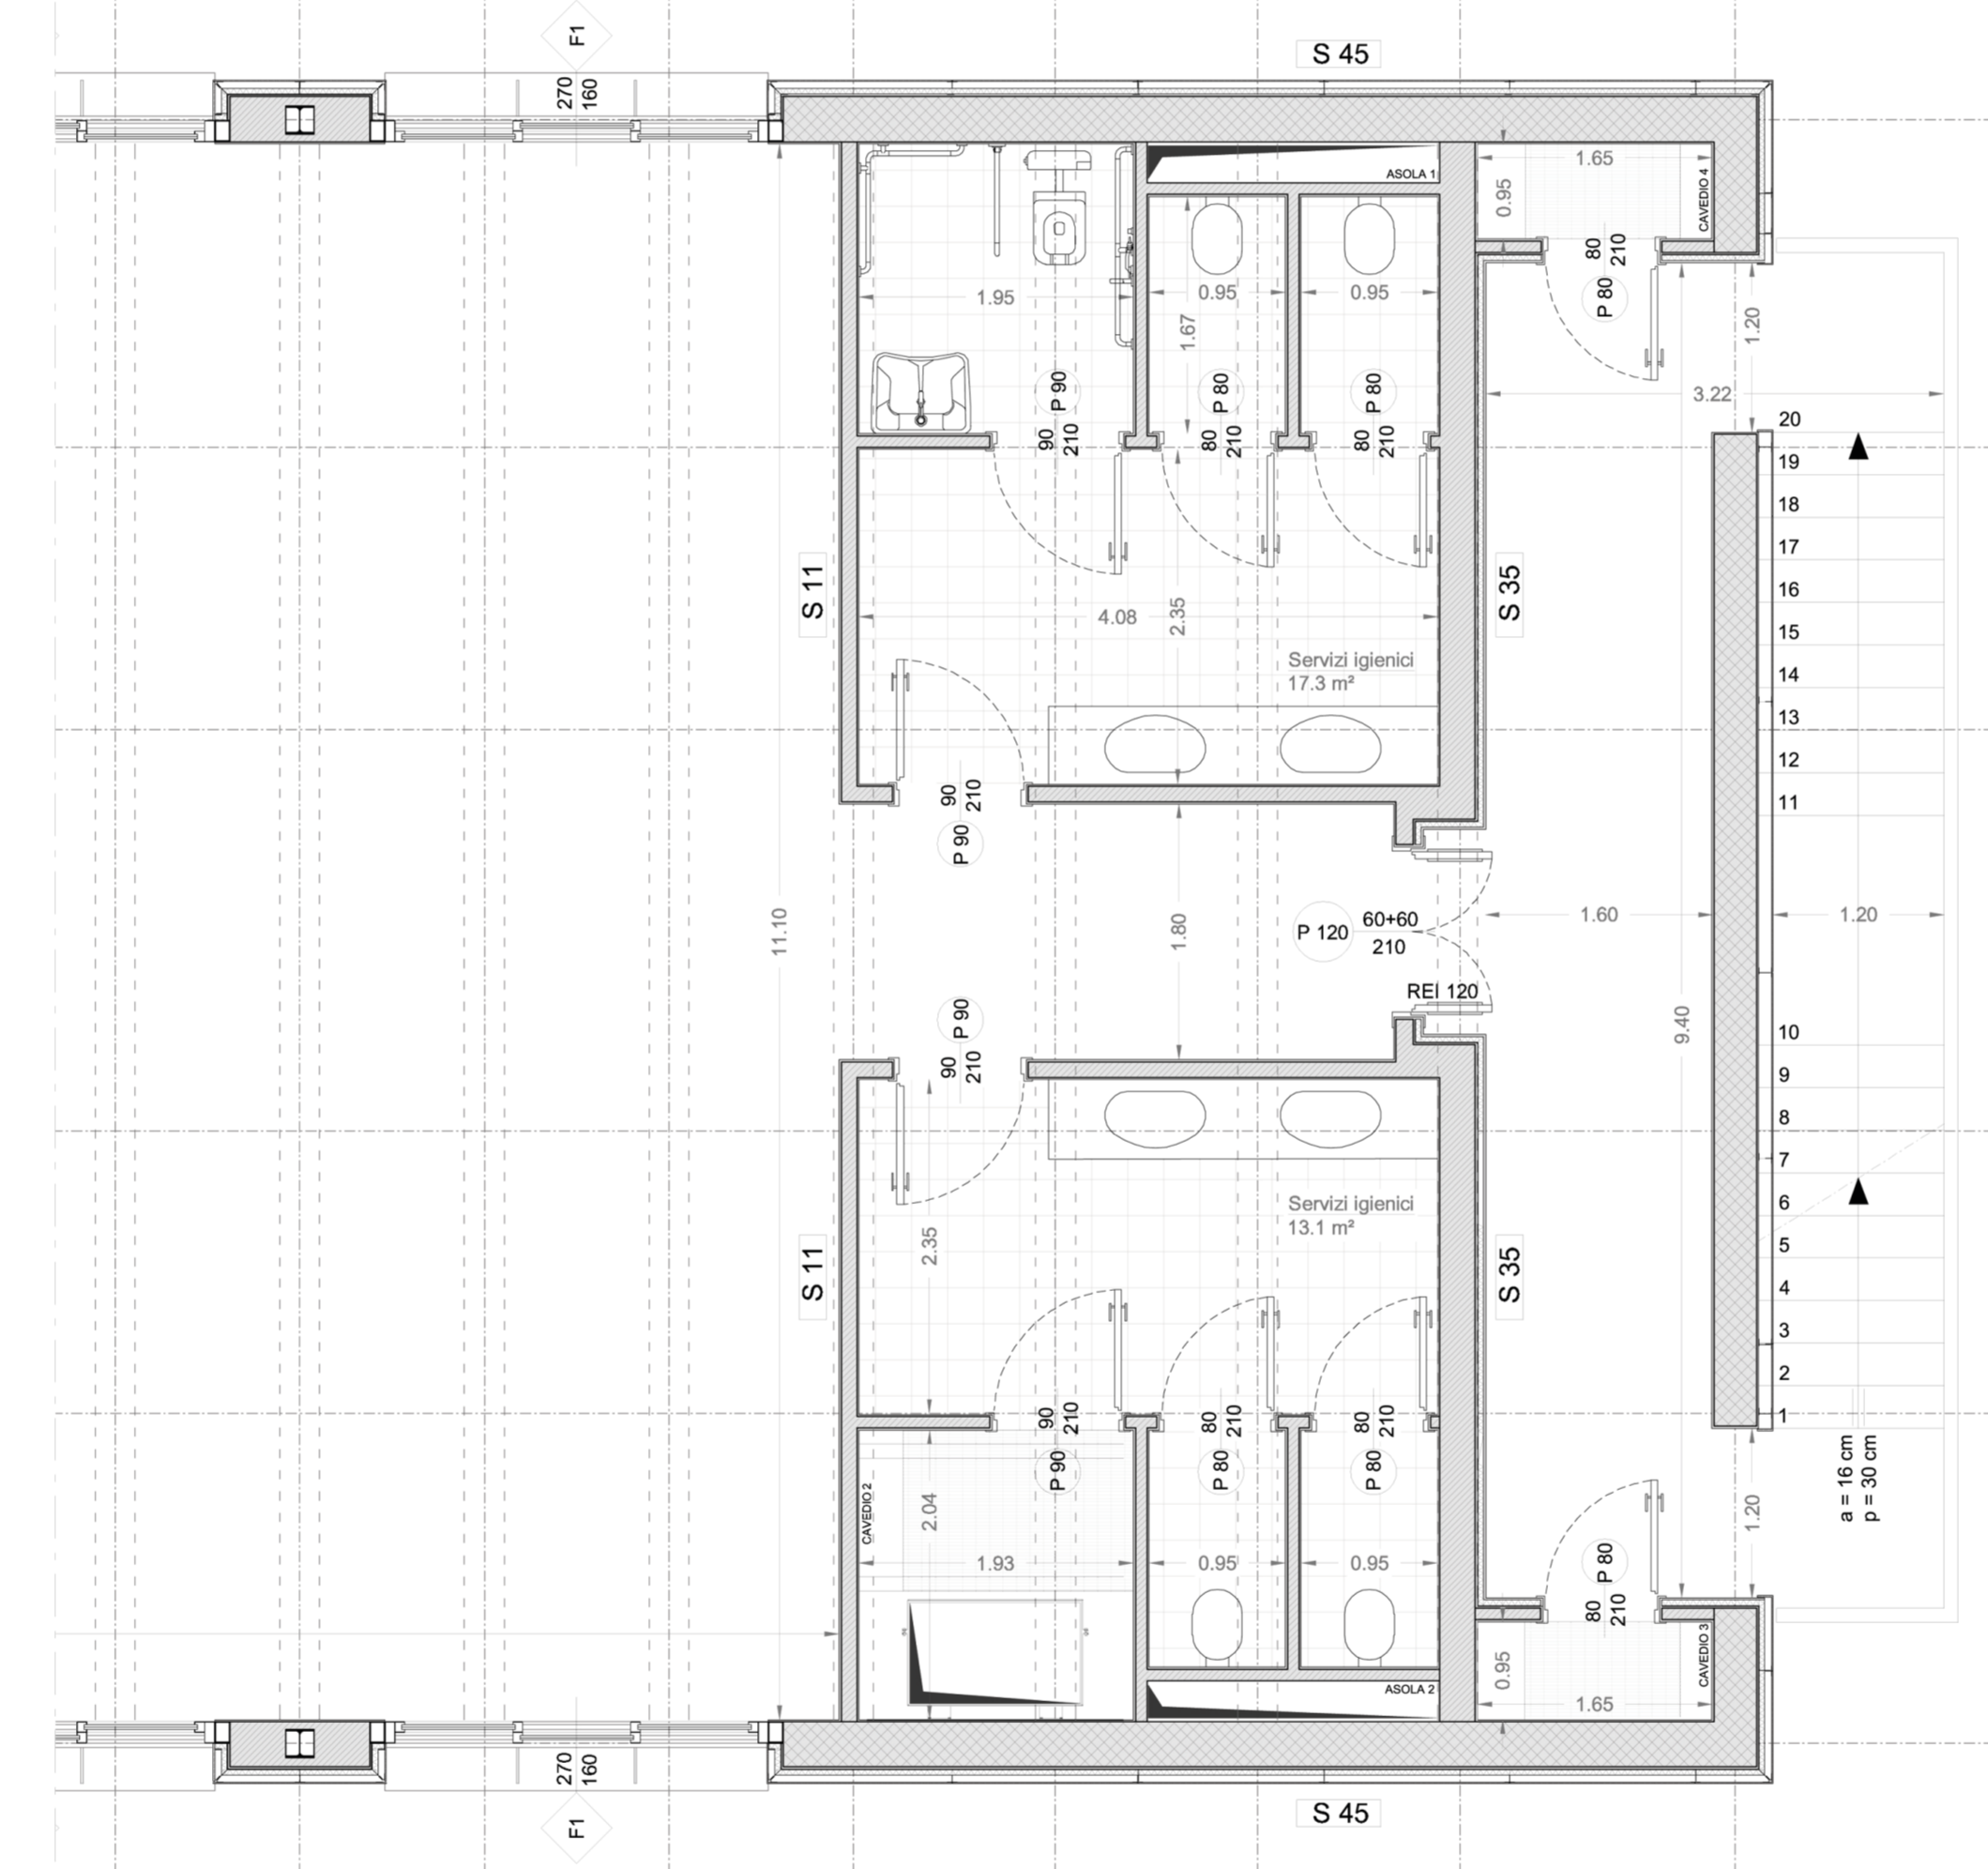 F1
270
160
S 45
ASOLA 1
1.65
0.95
CAVEDIO 4
80
210
P 80
1.95
0.95
0.95
1.67
1.20
3.22
P 90
P 80
P 80
90
210
80
210
80
210
20
19
18
17
16
15
14
13
12
11
S 11
S 35
4.08
2.35
Servizi igienici
17.3 m²
90
210
P 90
11.10
1.80
P 120
60+60
210
REI 120
1.60
1.20
9.40
P 90
90
210
10
9
8
7
6
5
4
3
2
1
Servizi igienici
13.1 m²
2.35
S 11
S 35
90
210
80
210
80
210
P 90
P 80
P 80
CAVEDIO 2
2.04
1.93
0.95
0.95
a = 16 cm
p = 30 cm
1.20
P 80
80
210
0.95
CAVEDIO 3
1.65
ASOLA 2
270
160
F1
S 45